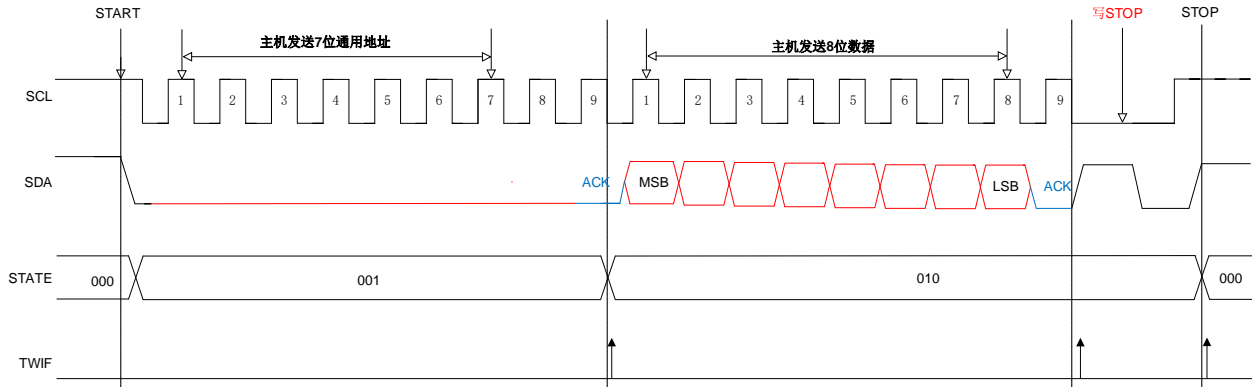 START 写STOP STOP
主机发送7位通用地址 主机发送8位数据
SCL 1 2 3 4 5 6 7 8 9 1 2 3 4 5 6 7 8 9
SDA ACK MSB LSB ACK
STATE 000 001 010 000
TWIF